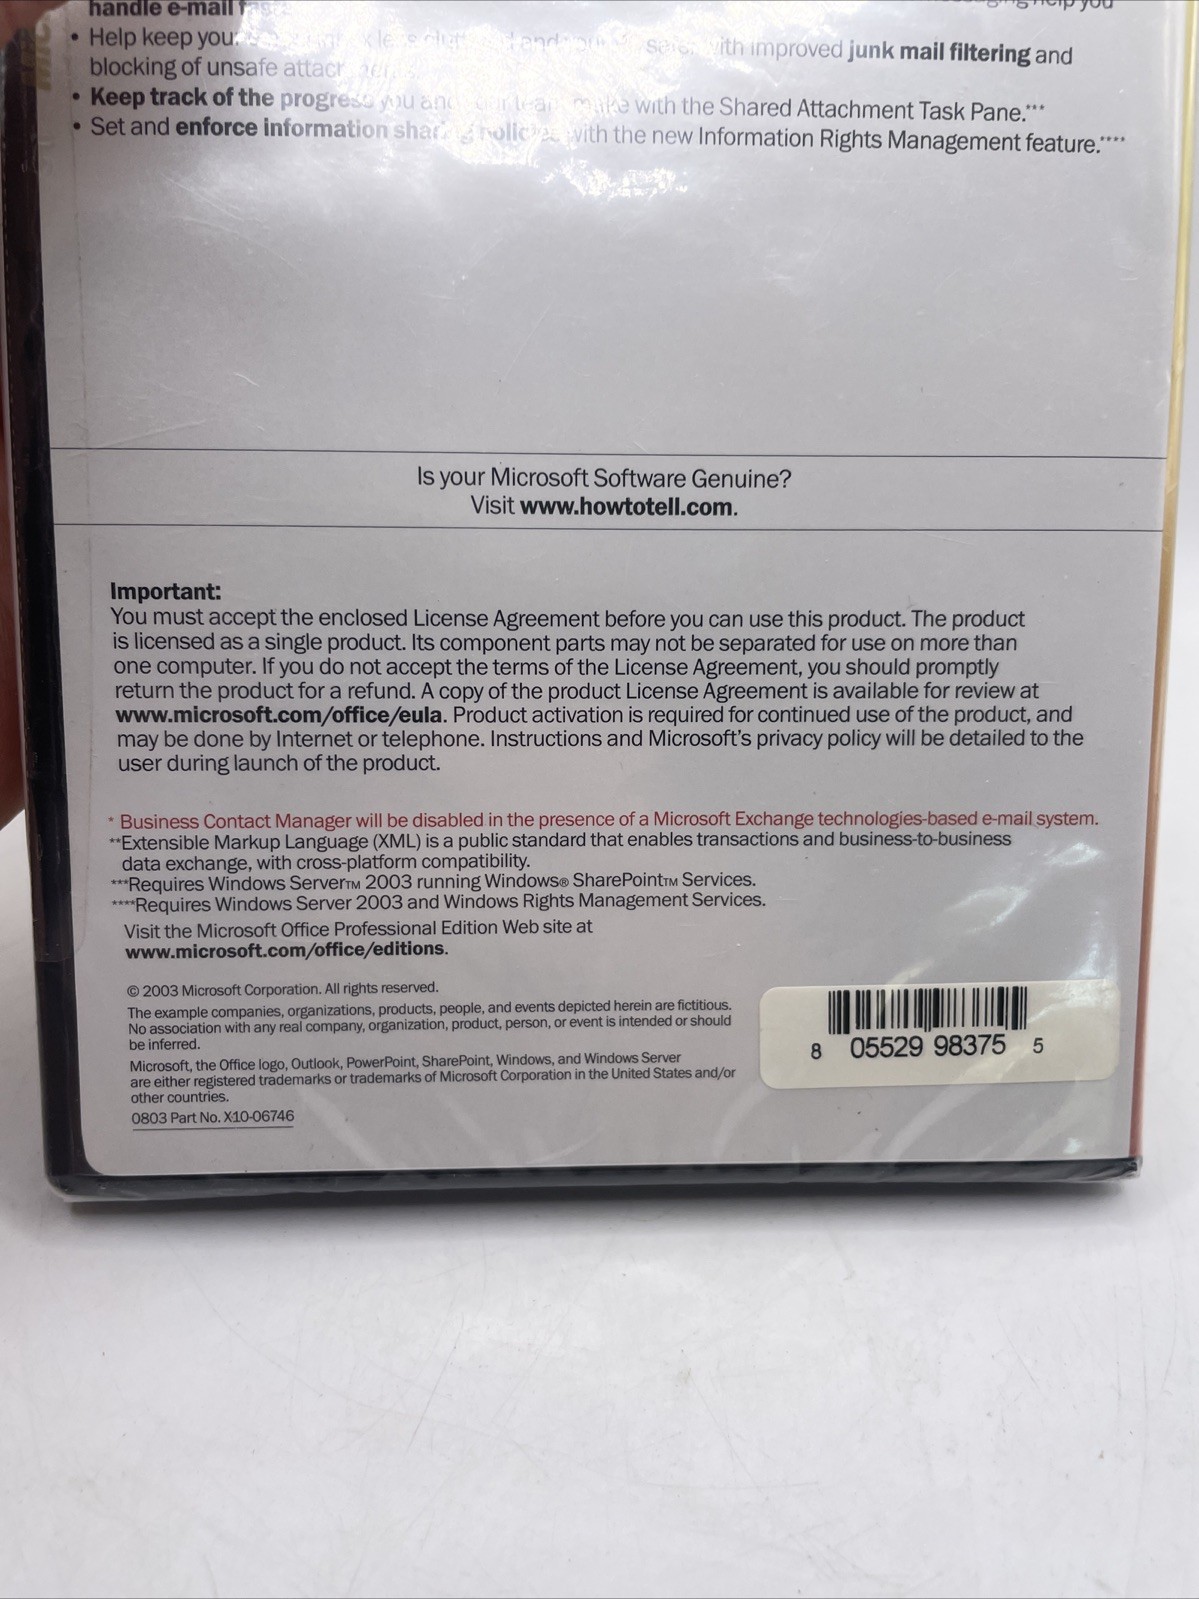 handle e-mail
help you
• Help keep your with improved junk mail filtering and
blocking of unsafe
• Keep track of the progress you and make with the Shared Attachment Task Pane.***
• Set and enforce information sharing policies with the new Information Rights Management feature.****
Is your Microsoft Software Genuine?
Visit www.howtotell.com.
Important:
You must accept the enclosed License Agreement before you can use this product. The product
is licensed as a single product. Its component parts may not be separated for use on more than
one computer. If you do not accept the terms of the License Agreement, you should promptly
return the product for a refund. A copy of the product License Agreement is available for review at
www.microsoft.com/office/eula. Product activation is required for continued use of the product, and
may be done by Internet or telephone. Instructions and Microsoft's privacy policy will be detailed to the
user during launch of the product.
* Business Contact Manager will be disabled in the presence of a Microsoft Exchange technologies-based e-mail system.
**Extensible Markup Language (XML) is a public standard that enables transactions and business-to-business
data exchange, with cross-platform compatibility.
***Requires Windows Server™ 2003 running Windows® SharePoint™ Services.
****Requires Windows Server 2003 and Windows Rights Management Services.
Visit the Microsoft Office Professional Edition Web site at
www.microsoft.com/office/editions.
© 2003 Microsoft Corporation. All rights reserved.
The example companies, organizations, products, people, and events depicted herein are fictitious.
No association with any real company, organization, product, person, or event is intended or should
be inferred.
Microsoft, the Office logo, Outlook, PowerPoint, SharePoint, Windows, and Windows Server
are either registered trademarks or trademarks of Microsoft Corporation in the United States and/or
other countries.
0803 Part No. X10-06746
8 05529 98375 5